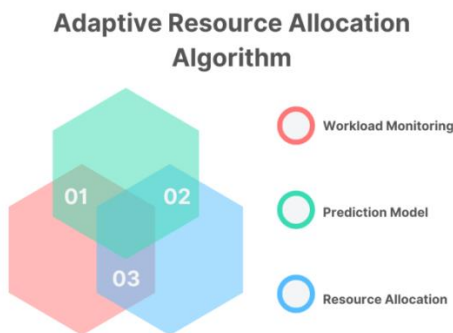 Adaptive Resource Allocation
Algorithm
01
02
03
Workload Monitoring
Prediction Model
Resource Allocation